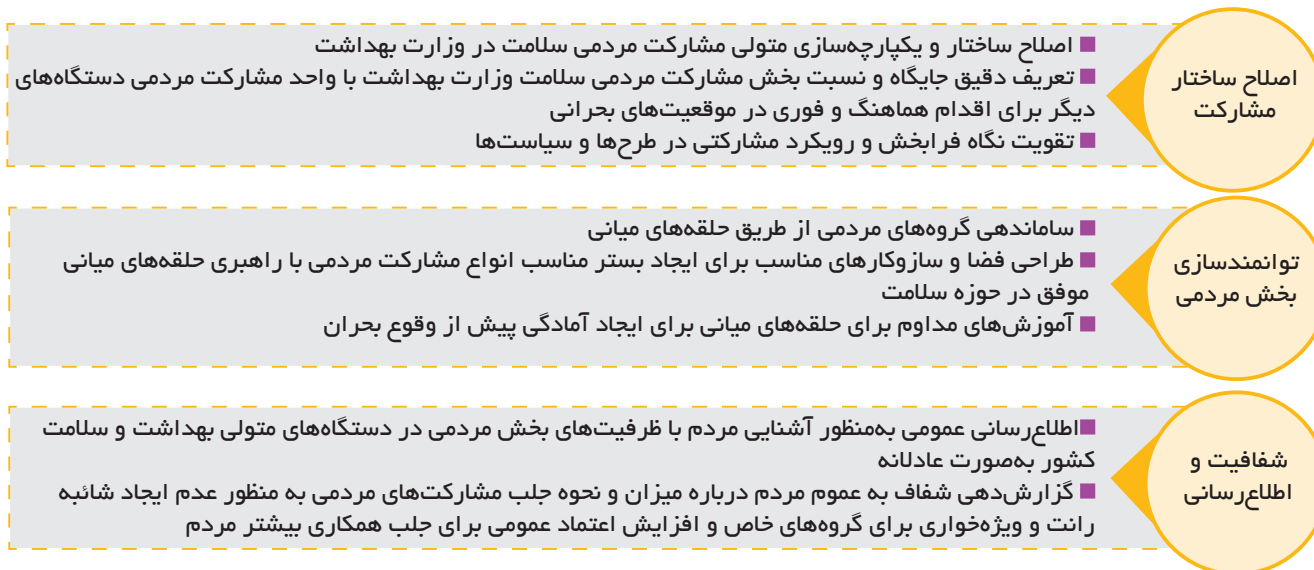 اصلاح ساختار
مشارکت
■ اصلاح ساختار و یکپارچه‌سازی متولی مشارکت مردمی سلامت در وزارت بهداشت
■ تعریف دقیق جایگاه و نسبت بخش مشارکت مردمی سلامت وزارت بهداشت با واحد مشارکت مردمی دستگاه‌های
دیگر برای اقدام هماهنگ و فوری در موقعیت‌های بحرانی
■ تقویت نگاه فرابخش و رویکرد مشارکتی در طرح‌ها و سیاست‌ها
توانمندسازی
بخش مردمی
■ ساماندهی گروه‌های مردمی از طریق حلقه‌های میانی
■ طراحی فضا و سازوکارهای مناسب برای ایجاد بستر مناسب انواع مشارکت مردمی با راهبری حلقه‌های میانی
موفق در حوزه سلامت
■ آموزش‌های مداوم برای حلقه‌های میانی برای ایجاد آمادگی پیش از وقوع بحران
شفافیت و
اطلاع‌رسانی
■اطلاع‌رسانی عمومی به‌منظور آشنایی مردم با ظرفیت‌های بخش مردمی در دستگاه‌های متولی بهداشت و سلامت
کشور به‌صورت عادلانه
■ گزارش‌دهی شفاف به عموم مردم درباره میزان و نحوه جلب مشارکت‌های مردمی به منظور عدم ایجاد شائبه
رانت و ویژه‌خواری برای گروه‌های خاص و افزایش اعتماد عمومی برای جلب همکاری بیشتر مردم